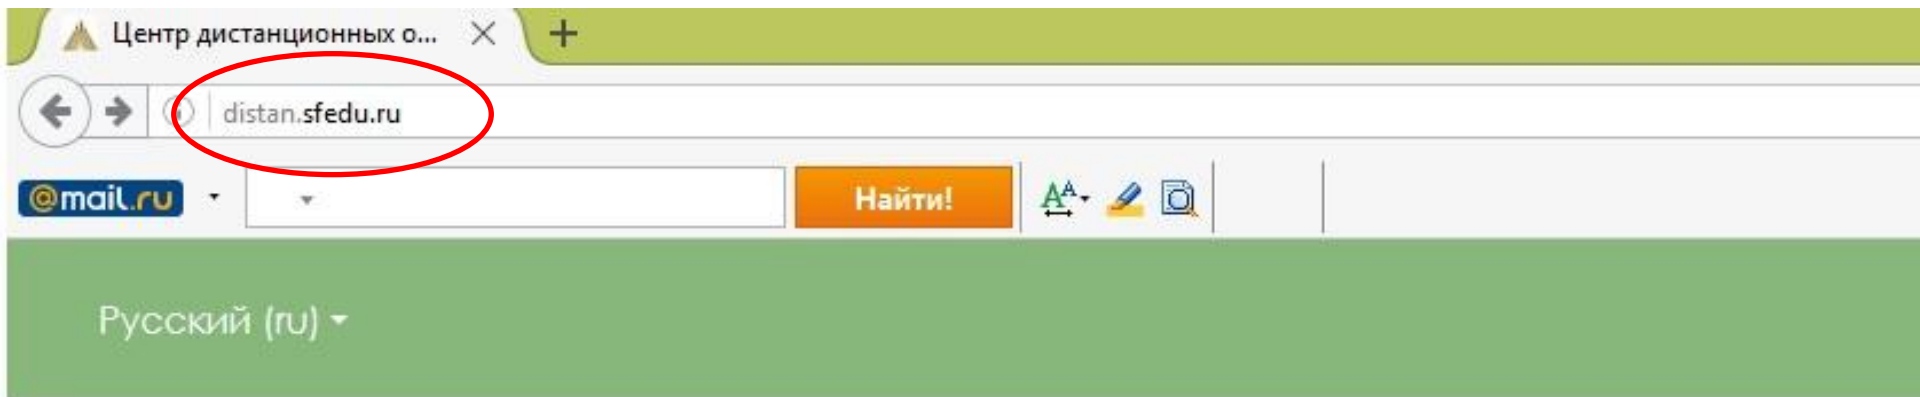 Центр дистанционных о...
distan.sfedu.ru
@mail.ru
Найти!
Русский (ru)